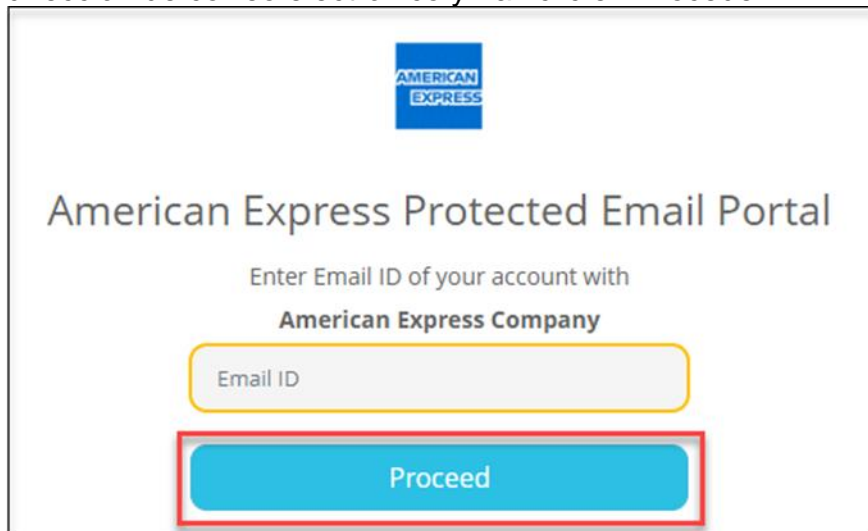 AMERICAN
EXPRESS
American Express Protected Email Portal
Enter Email ID of your account with
American Express Company
Email ID
Proceed